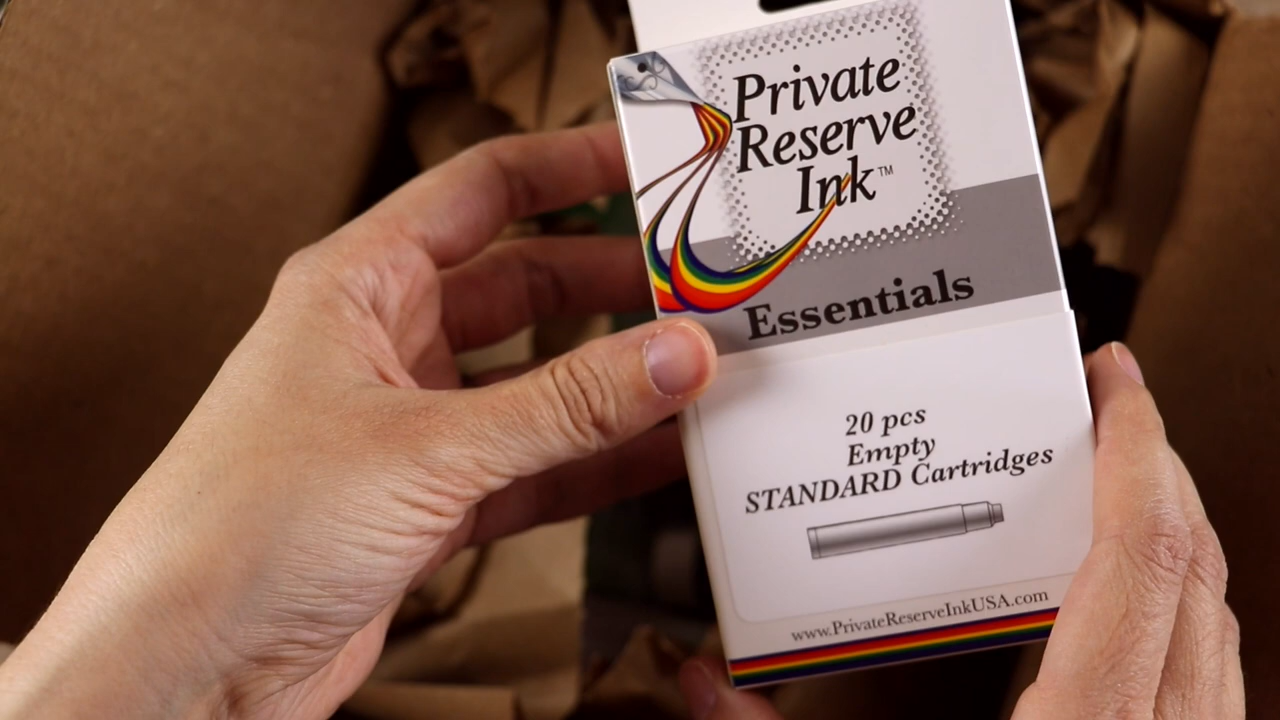 Private
Reserve
Ink™
Essentials
20 pcs
Empty
STANDARD Cartridges
www.PrivateReserveInkUSA.com